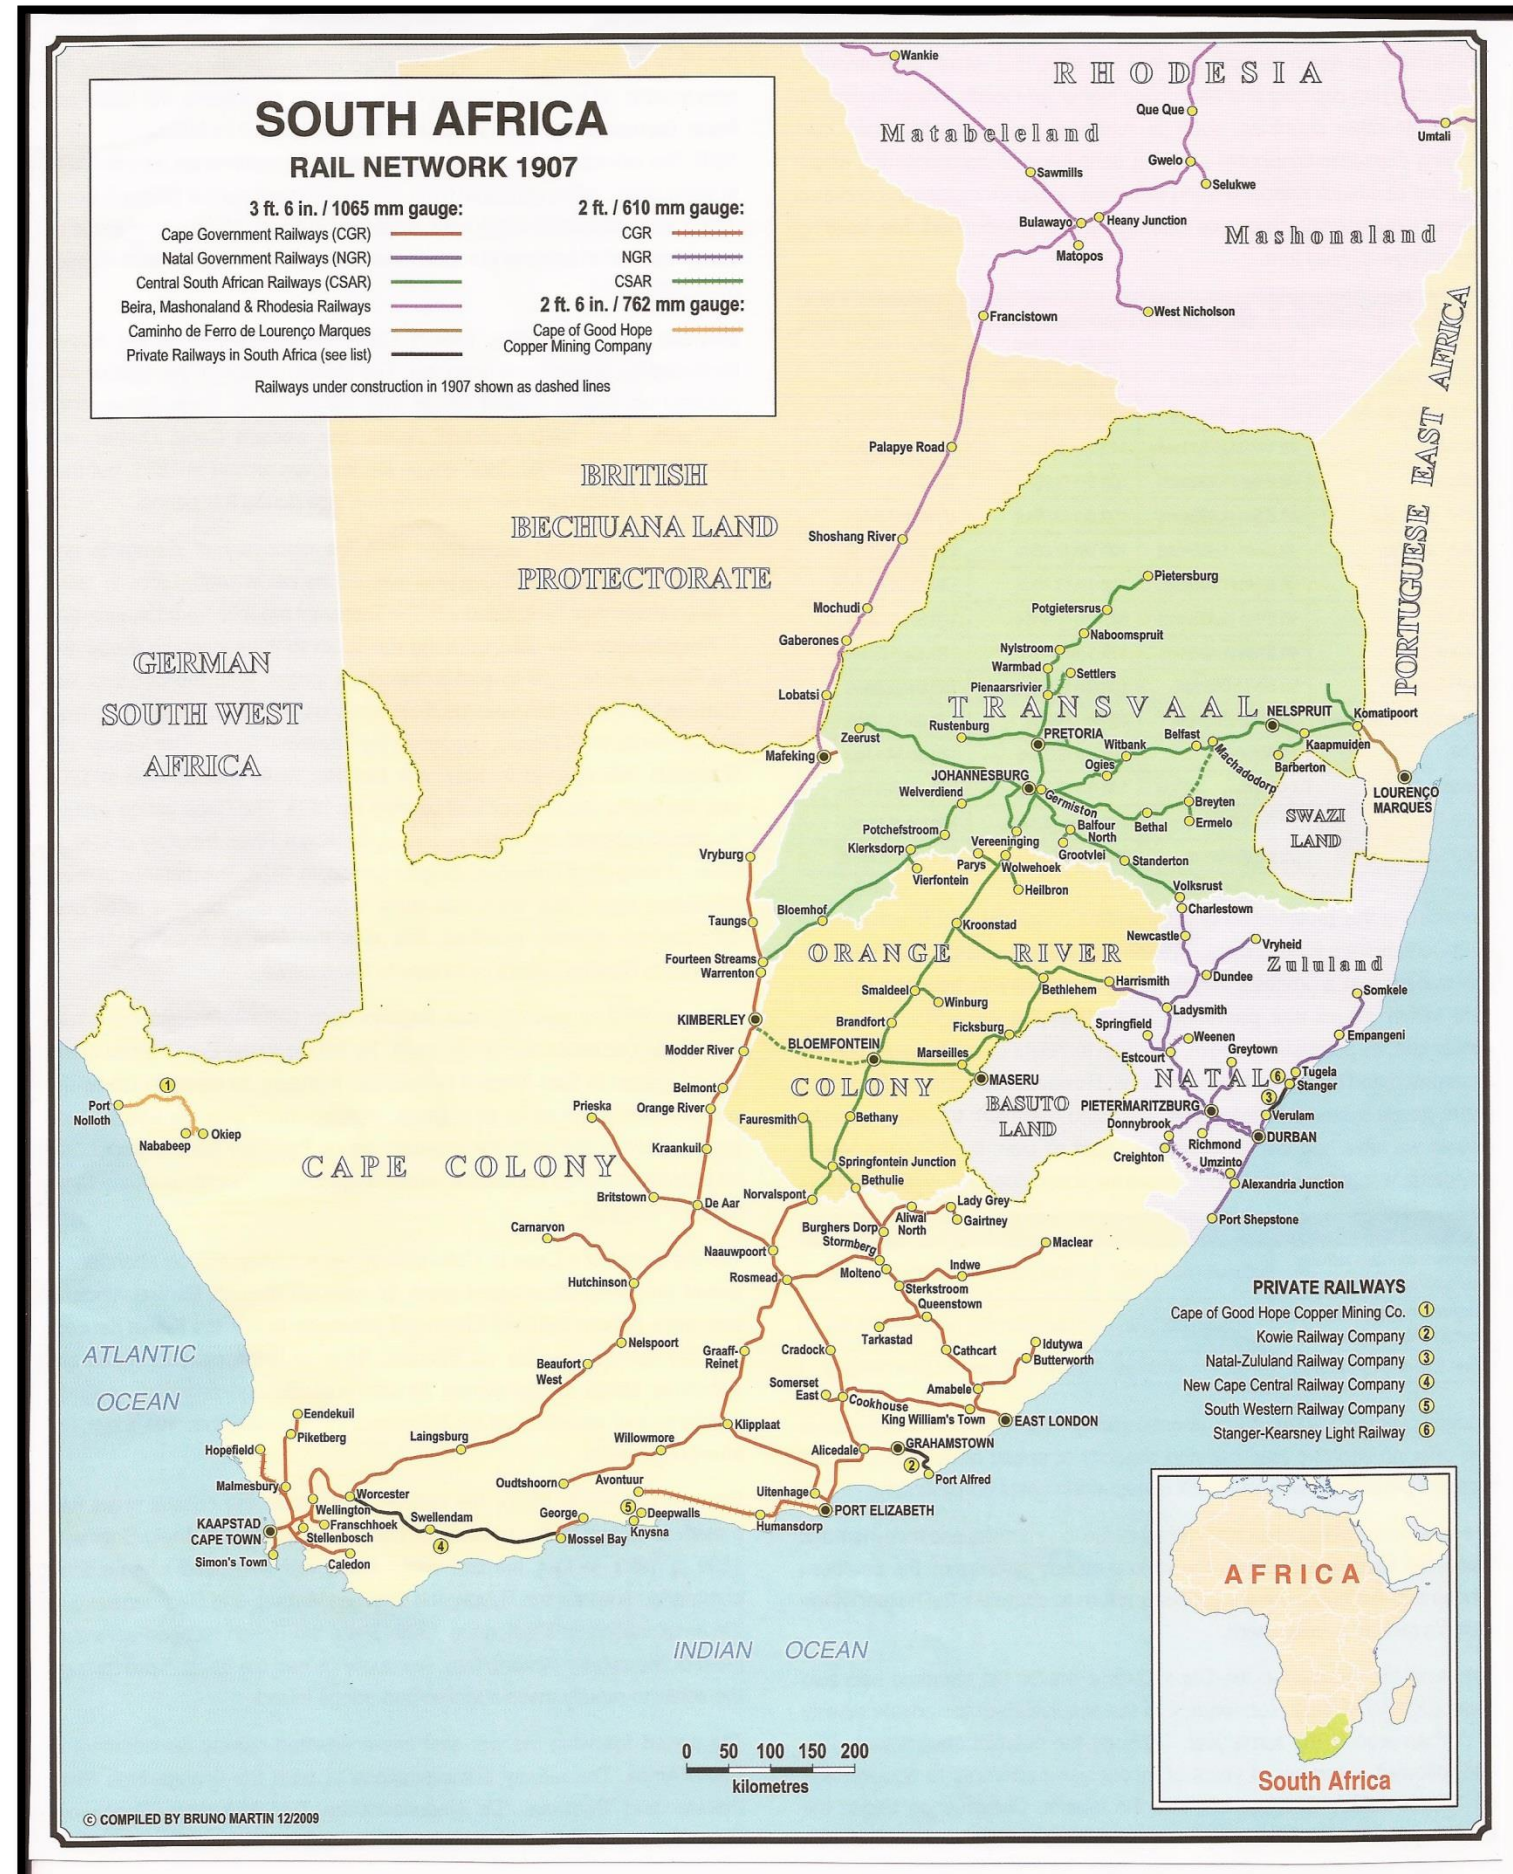 SOUTH AFRICA
RAIL NETWORK 1907
3 ft. 6 in. / 1065 mm gauge:
Cape Government Railways (CGR)
Natal Government Railways (NGR)
Central South African Railways (CSAR)
Beira, Mashonaland & Rhodesia Railways
Caminho de Ferro de Lourenço Marques
Private Railways in South Africa (see list)
2 ft. / 610 mm gauge:
CGR
NGR
CSAR
2 ft. 6 in. / 762 mm gauge:
Cape of Good Hope
Copper Mining Company
Railways under construction in 1907 shown as dashed lines
Wankie
RHODESIA
Que Que
Umtali
Matabeleland
Gwelo
Sawmills
Selukwe
Bulawayo
Heany Junction
Mashonaland
Matopos
West Nicholson
Francistown
PORTUGUESE EAST AFRICA
Palapye Road
BRITISH
BECHUANA LAND
PROTECTORATE
Shoshang River
Mochudi
Gaberones
Lobatsi
Mafeking
GERMAN
SOUTH WEST
AFRICA
Pietersburg
Potgietersrus
Naboomspruit
Nylstroom
Warmbad
Settlers
Pienaarsrivier
TRANSVAAL
NELSPRUIT
Komatipoort
Rustenburg
Zeerust
PRETORIA
Witbank
Belfast
Kaapmuiden
Ogies
Machadodorp
Barberton
JOHANNESBURG
Germiston
LOURENÇO
MARQUES
Welverdiend
Breyten
Bethal
Ermelo
SWAZI
LAND
Potchefstroom
Balfour
North
Klerksdorp
Vereeninging
Grootvlei
Standerton
Parys
Wolwehoek
Vierfontein
Heilbron
Volksrust
Charlestown
Vryburg
Bloemhof
Taungs
Kroonstad
Newcastle
Vryheid
ORANGE RIVER
Zululand
Fourteen Streams
Warrenton
Dundee
Harrismith
Bethlehem
Smaldeel
Winburg
Somkele
Ladysmith
KIMBERLEY
Brandfort
Ficksburg
Springfield
Weenen
Empangeni
BLOEMFONTEIN
Modder River
Marseilles
Estcourt
Greytown
NATAL
6
Tugela
Stanger
3
COLONY
MASERU
BASUTO
LAND
PIETERMARITZBURG
Verulam
Donnybrook
DURBAN
Richmond
Creighton
Umzinto
Alexandria Junction
Port Shepstone
Belmont
Orange River
Prieska
Fauresmith
Bethany
Kraankuil
Springfontein Junction
Bethulie
1
Port
Nolloth
Nababeep
Okiep
CAPE COLONY
Britstown
De Aar
Norvalspont
Lady Grey
Aliwal
North
Gairtney
Carnarvon
Burghers Dorp
Stormberg
Maclear
Naauwpoort
Hutchinson
Rosmead
Molteno
Indwe
Sterkstroom
Queenstown
Tarkastad
Nelspoort
Graaff-
Reinet
Cradock
Cathcart
Idutywa
Butterworth
Beaufort
West
Somerset
East
Cookhouse
Amabele
King William's Town
EAST LONDON
Klipplaat
Eendekuil
Piketberg
Hopefield
Laingsburg
Willowmore
Alicedale
GRAHAMSTOWN
2
Port Alfred
Malmesbury
Worcester
Oudtshoorn
Avontuur
Uitenhage
Wellington
Swellendam
George
5
Deepwalls
Knysna
PORT ELIZABETH
Humansdorp
KAAPSTAD
CAPE TOWN
Franschhoek
Stellenbosch
4
Mossel Bay
Simon's Town
Caledon
ATLANTIC
OCEAN
INDIAN OCEAN
PRIVATE RAILWAYS
Cape of Good Hope Copper Mining Co. 1
Kowie Railway Company 2
Natal-Zululand Railway Company 3
New Cape Central Railway Company 4
South Western Railway Company 5
Stanger-Kearsney Light Railway 6
AFRICA
South Africa
0 50 100 150 200
kilometres
© COMPILED BY BRUNO MARTIN 12/2009